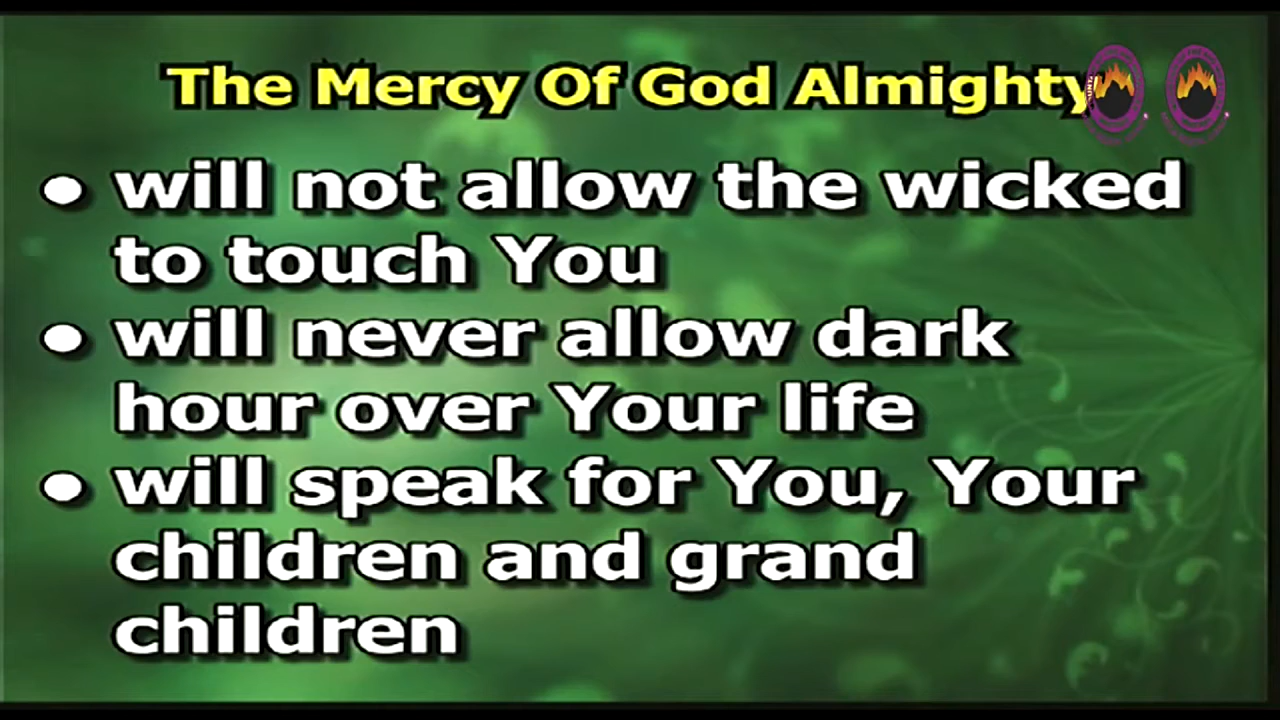 The Mercy Of God Almighty
• will not allow the wicked
to touch You
• will never allow dark
hour over Your life
• will speak for You, Your
children and grand
children